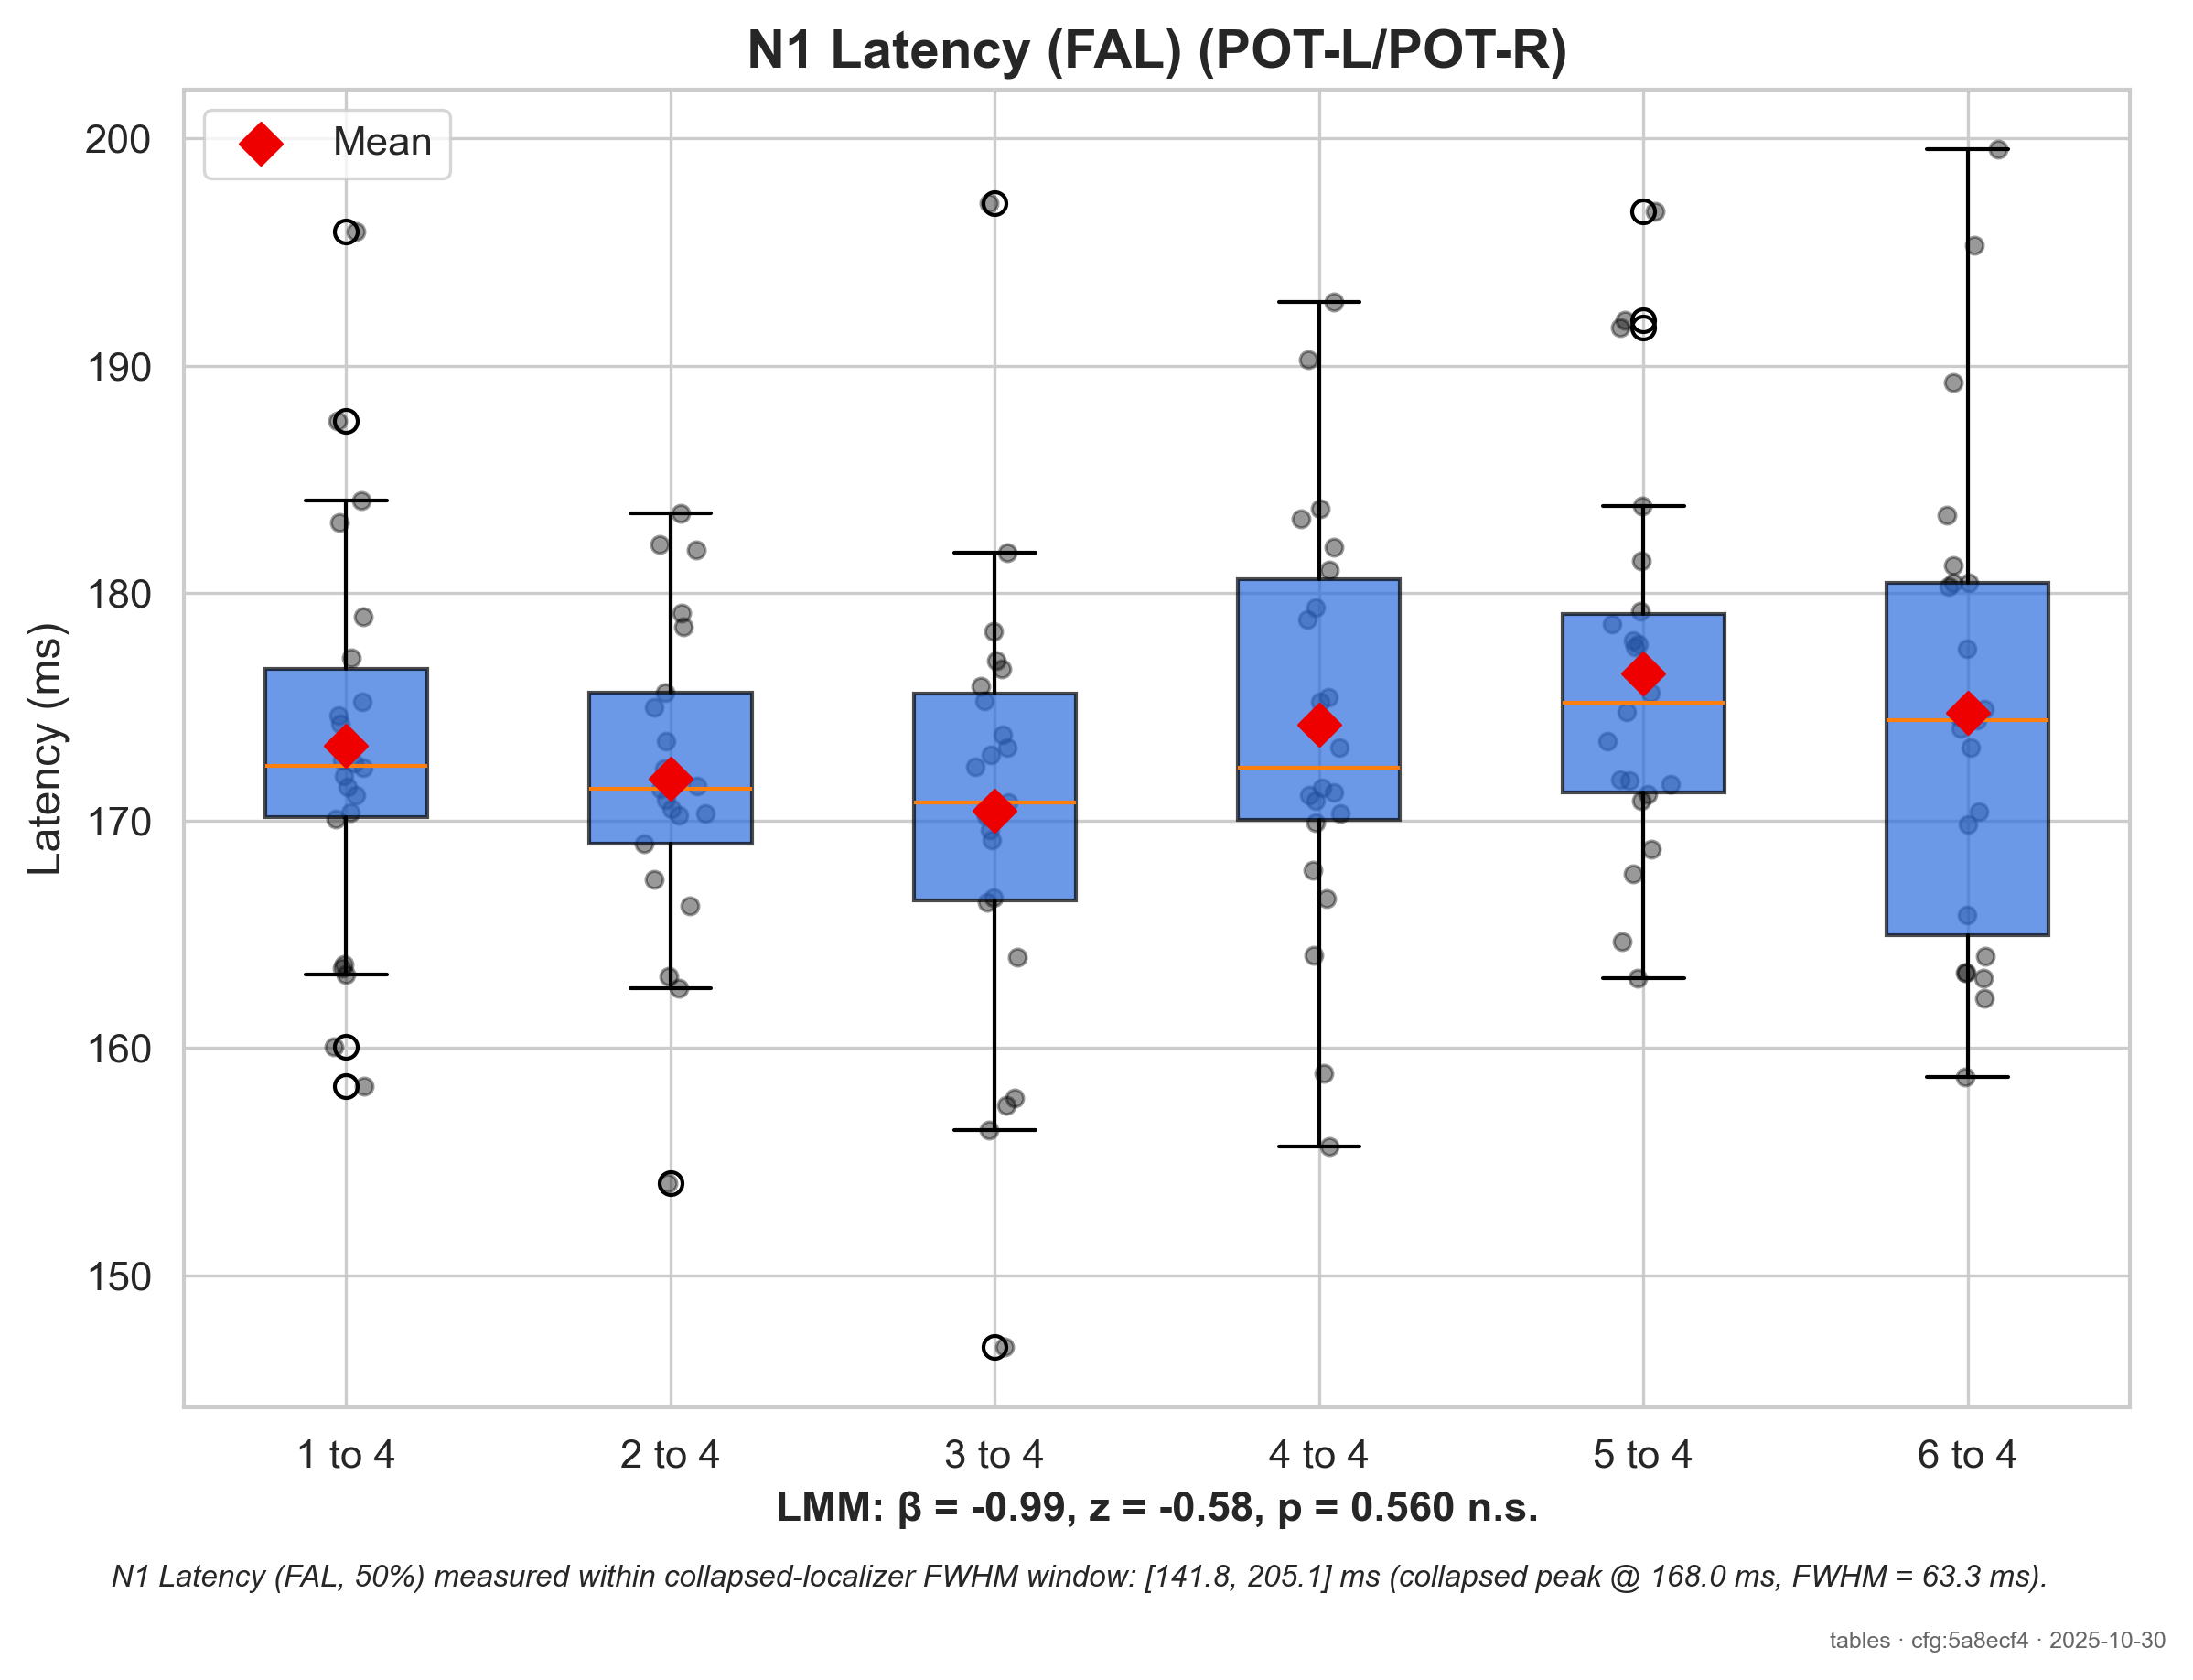 N1 Latency (FAL) (POT-L/POT-R)
Mean
Latency (ms)
200
190
180
170
160
150
1 to 4
2 to 4
3 to 4
4 to 4
5 to 4
6 to 4
LMM: β = -0.99, z = -0.58, p = 0.560 n.s.
N1 Latency (FAL, 50%) measured within collapsed-localizer FWHM window: [141.8, 205.1] ms (collapsed peak @ 168.0 ms, FWHM = 63.3 ms).
tables · cfg:5a8ecf4 · 2025-10-30